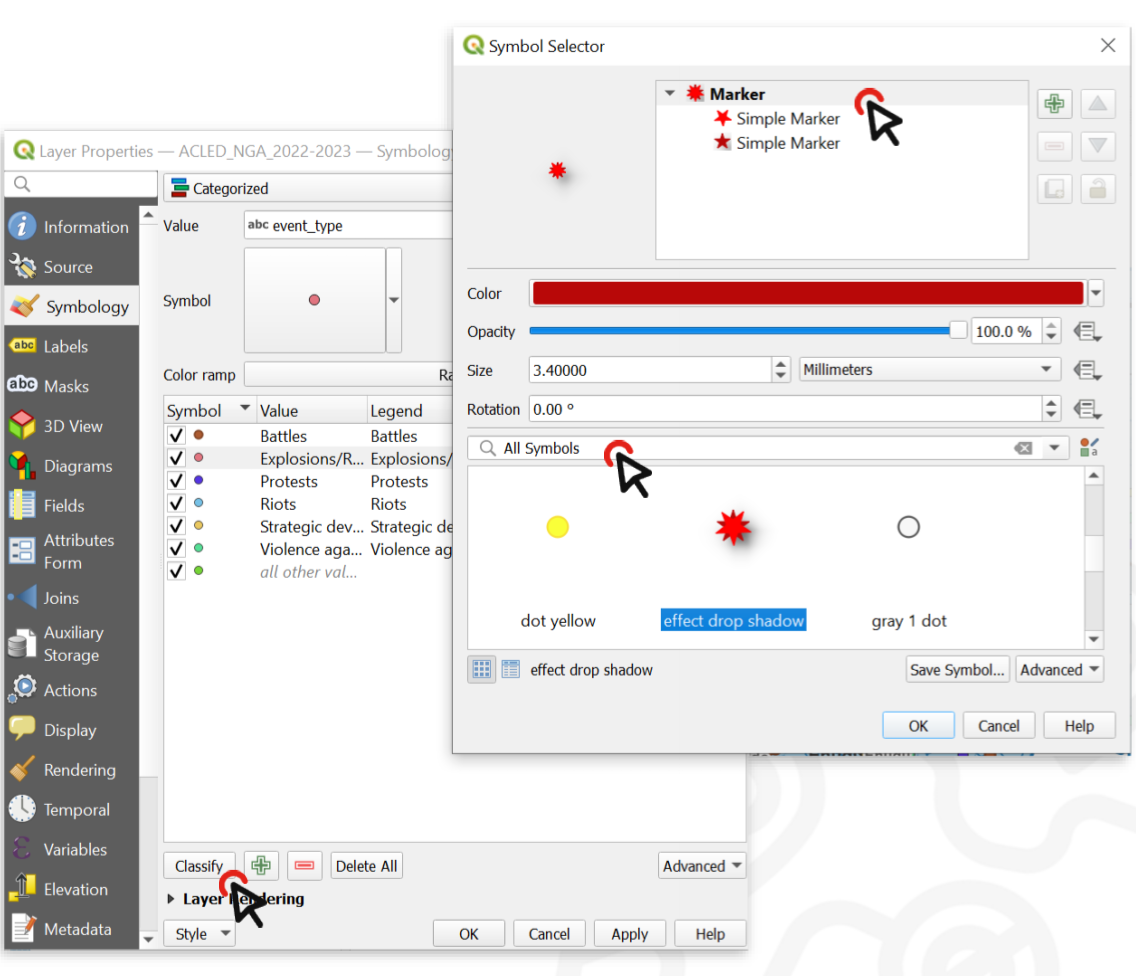 Symbol Selector
Marker
Simple Marker
Simple Marker
Color
Opacity 100.0 %
Size 3.40000 Millimeters
Rotation 0.00 °
All Symbols
dot yellow effect drop shadow gray 1 dot
effect drop shadow Save Symbol... Advanced
OK Cancel Help
Layer Properties — ACLED_NGA_2022-2023 — Symbology
Information
Source
Symbology
abc Labels
abc Masks
3D View
Diagrams
Fields
Attributes
Form
Joins
Auxiliary
Storage
Actions
Display
Rendering
Temporal
Variables
Elevation
Metadata
Categorized
Value abc event_type
Symbol
Color ramp Ra
Symbol Value Legend
Battles Battles
Explosions/R... Explosions/
Protests Protests
Riots Riots
Strategic dev... Strategic de
Violence aga... Violence ag
all other val...
Classify Delete All Advanced
Layer Rendering
Style OK Cancel Apply Help